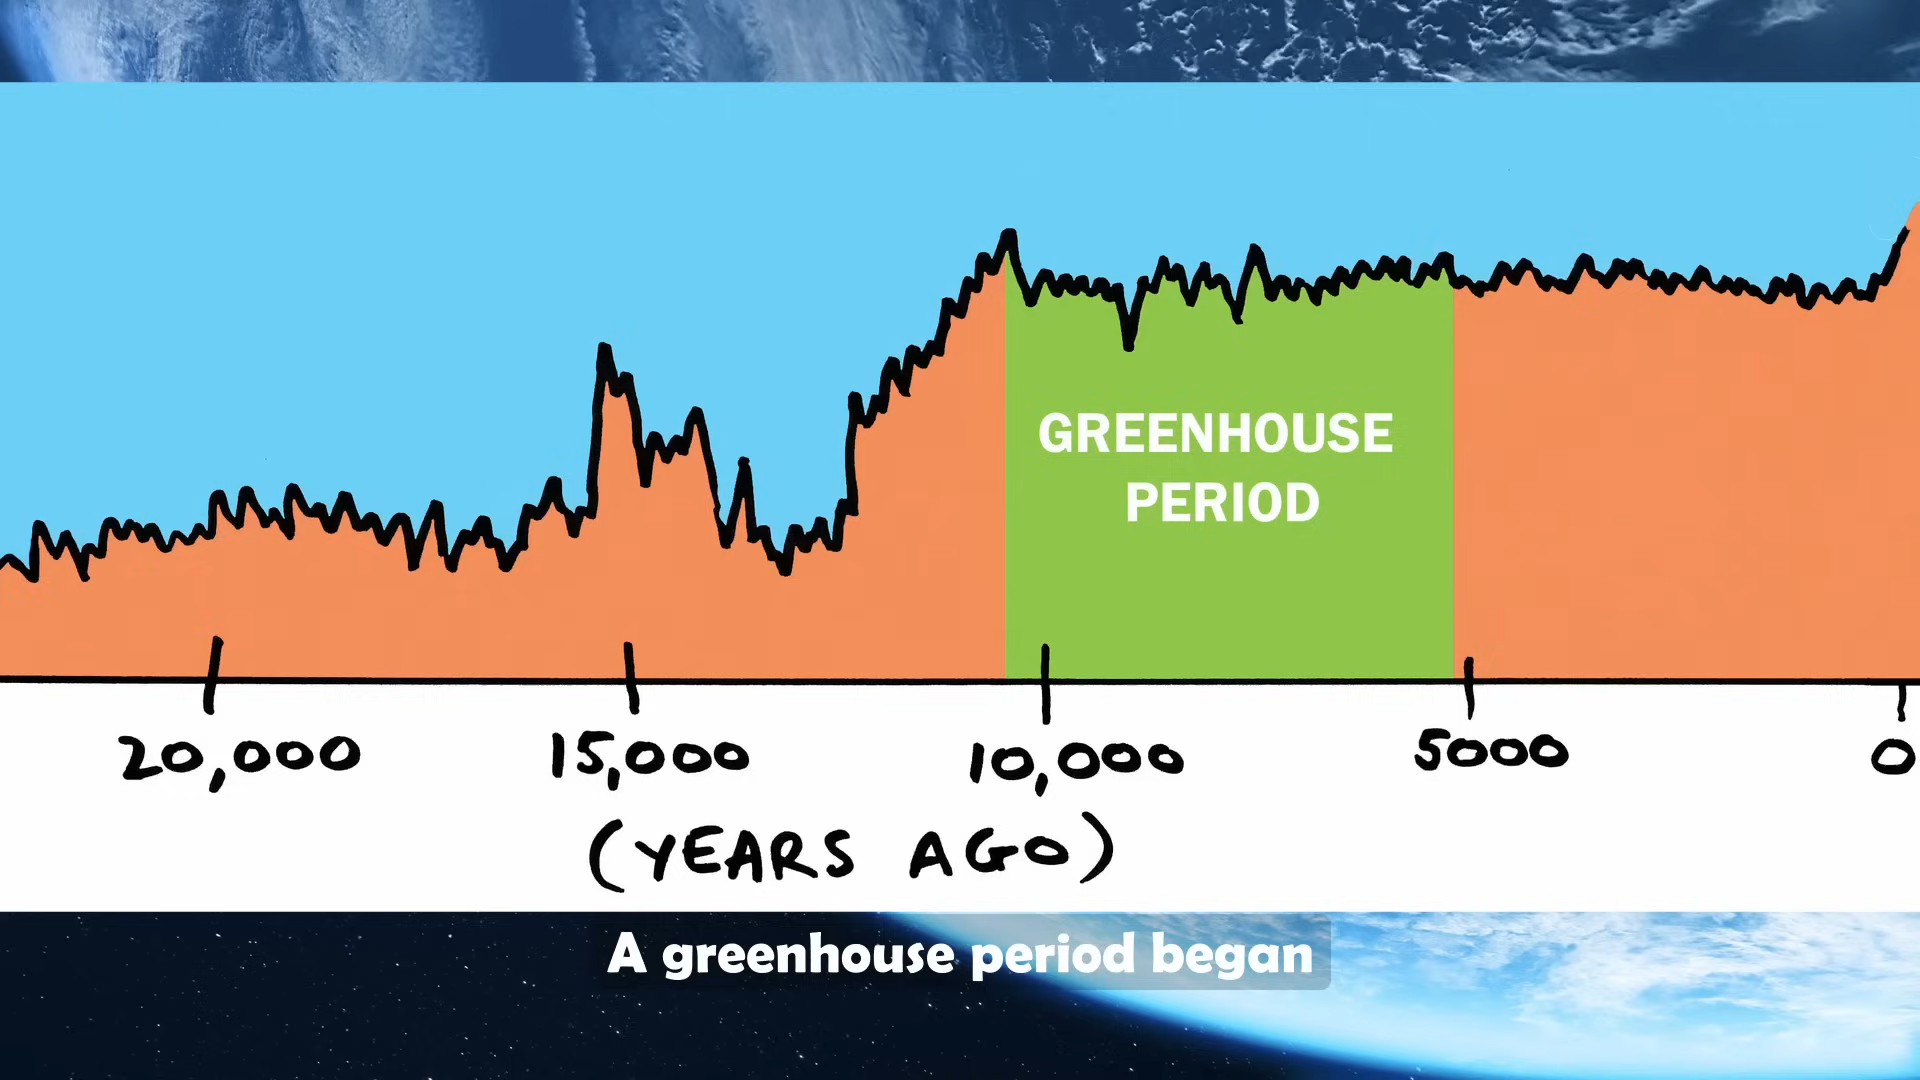 GREENHOUSE
PERIOD
20,000 15,000 10,000 5000 0
(YEARS AGO)
A greenhouse period began